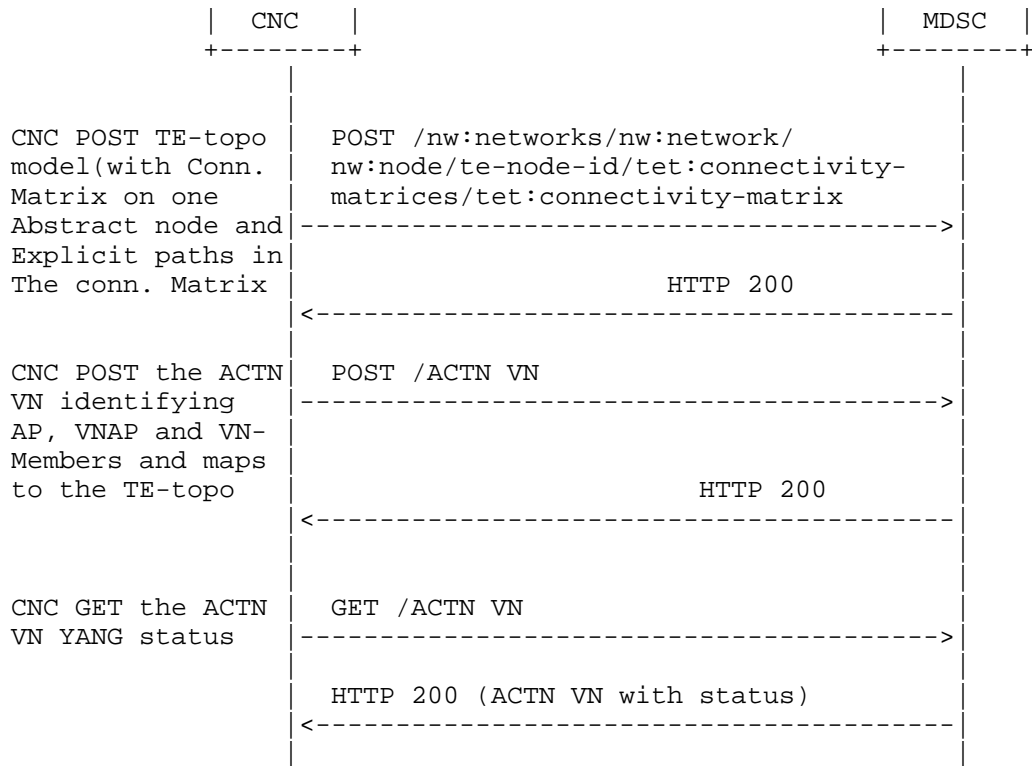 CNC MDSC
CNC POST TE-topo POST /nw:networks/nw:network/
model(with Conn. nw:node/te-node-id/tet:connectivity-
Matrix on one matrices/tet:connectivity-matrix
Abstract node and
Explicit paths in
The conn. Matrix HTTP 200
CNC POST the ACTN POST /ACTN VN
VN identifying
AP, VNAP and VN-
Members and maps
to the TE-topo HTTP 200
CNC GET the ACTN GET /ACTN VN
VN YANG status
HTTP 200 (ACTN VN with status)